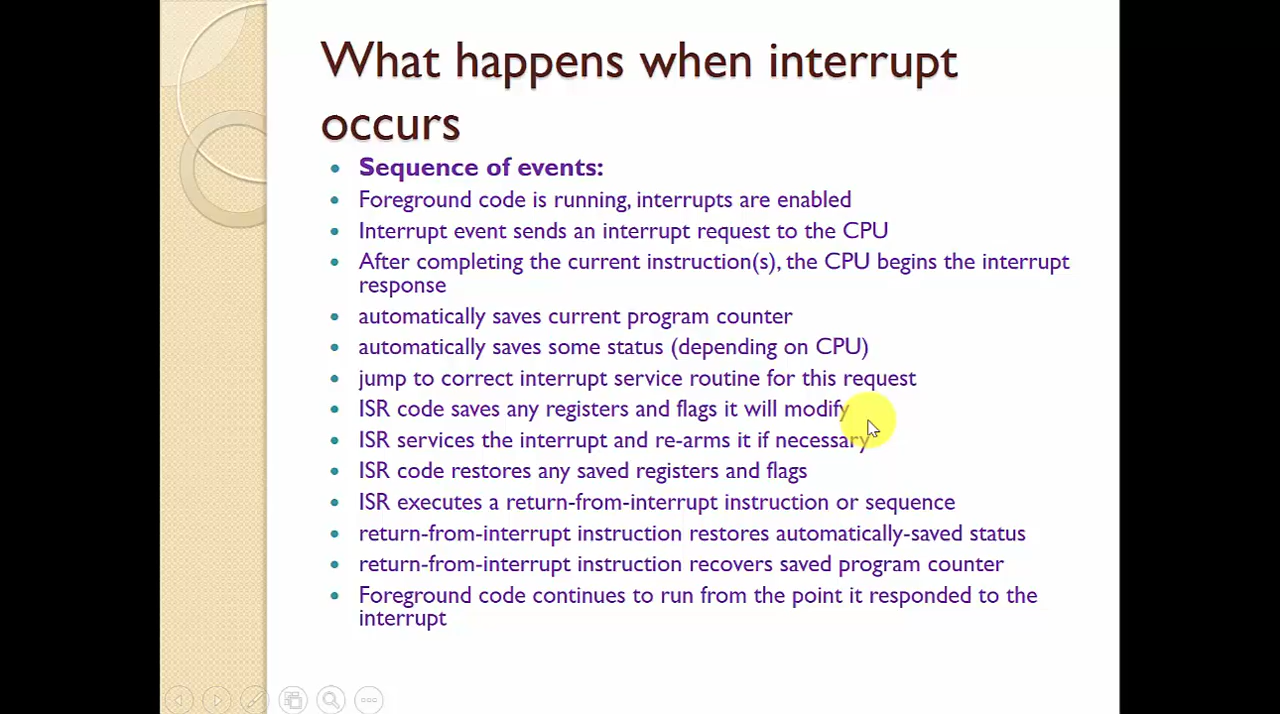 What happens when interrupt
occurs
• Sequence of events:
• Foreground code is running, interrupts are enabled
• Interrupt event sends an interrupt request to the CPU
• After completing the current instruction(s), the CPU begins the interrupt
response
• automatically saves current program counter
• automatically saves some status (depending on CPU)
• jump to correct interrupt service routine for this request
• ISR code saves any registers and flags it will modify
• ISR services the interrupt and re-arms it if necessary
• ISR code restores any saved registers and flags
• ISR executes a return-from-interrupt instruction or sequence
• return-from-interrupt instruction restores automatically-saved status
• return-from-interrupt instruction recovers saved program counter
• Foreground code continues to run from the point it responded to the
interrupt